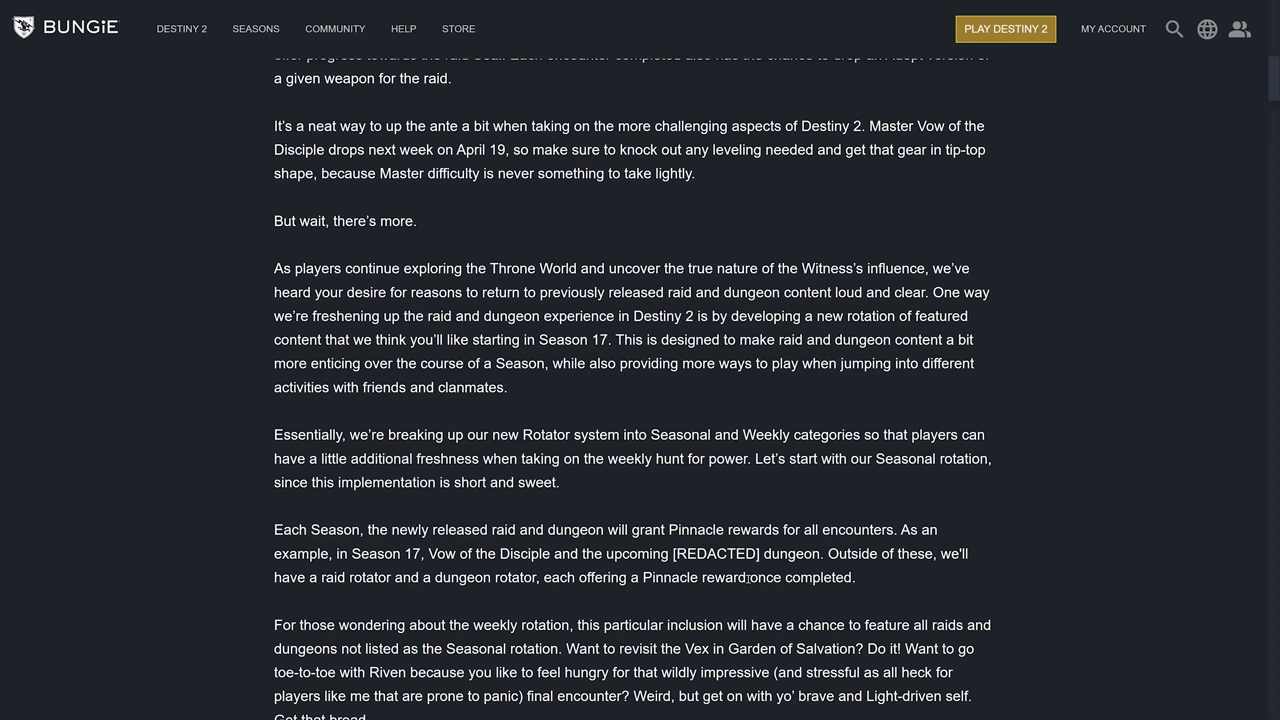 BUNGiE
DESTINY 2
SEASONS
COMMUNITY
HELP
STORE
PLAY DESTINY 2
MY ACCOUNT
a given weapon for the raid.
It's a neat way to up the ante a bit when taking on the more challenging aspects of Destiny 2. Master Vow of the
Disciple drops next week on April 19, so make sure to knock out any leveling needed and get that gear in tip-top
shape, because Master difficulty is never something to take lightly.
But wait, there's more.
As players continue exploring the Throne World and uncover the true nature of the Witness's influence, we've
heard your desire for reasons to return to previously released raid and dungeon content loud and clear. One way
we're freshening up the raid and dungeon experience in Destiny 2 is by developing a new rotation of featured
content that we think you'll like starting in Season 17. This is designed to make raid and dungeon content a bit
more enticing over the course of a Season, while also providing more ways to play when jumping into different
activities with friends and clanmates.
Essentially, we're breaking up our new Rotator system into Seasonal and Weekly categories so that players can
have a little additional freshness when taking on the weekly hunt for power. Let's start with our Seasonal rotation,
since this implementation is short and sweet.
Each Season, the newly released raid and dungeon will grant Pinnacle rewards for all encounters. As an
example, in Season 17, Vow of the Disciple and the upcoming [REDACTED] dungeon. Outside of these, we'll
have a raid rotator and a dungeon rotator, each offering a Pinnacle reward once completed.
For those wondering about the weekly rotation, this particular inclusion will have a chance to feature all raids and
dungeons not listed as the Seasonal rotation. Want to revisit the Vex in Garden of Salvation? Do it! Want to go
toe-to-toe with Riven because you like to feel hungry for that wildly impressive (and stressful as all heck for
players like me that are prone to panic) final encounter? Weird, but get on with yo' brave and Light-driven self.
Get that bread